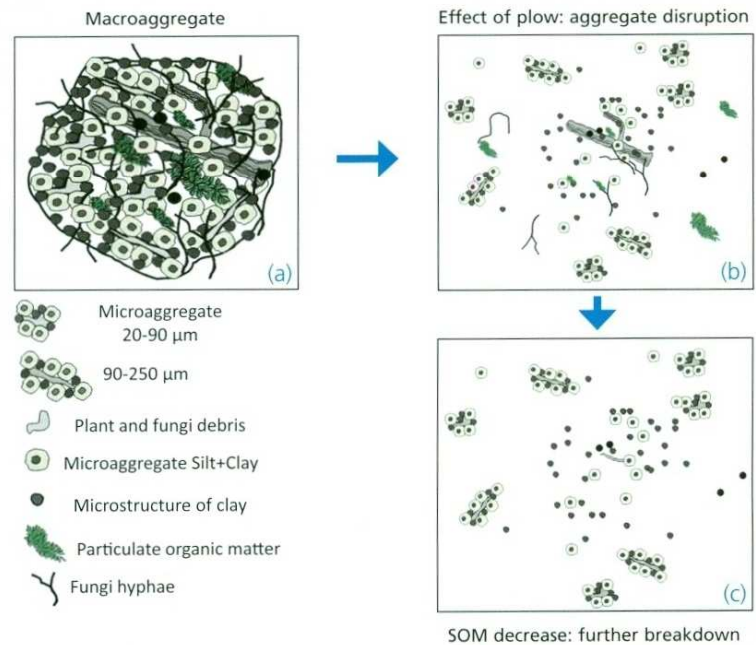 Macroaggregate
Effect of plow: aggregate disruption
(a)
(b)
Microaggregate
20-90 µm
90-250 µm
Plant and fungi debris
Microaggregate Silt+Clay
Microstructure of clay
Particulate organic matter
Fungi hyphae
(c)
SOM decrease: further breakdown